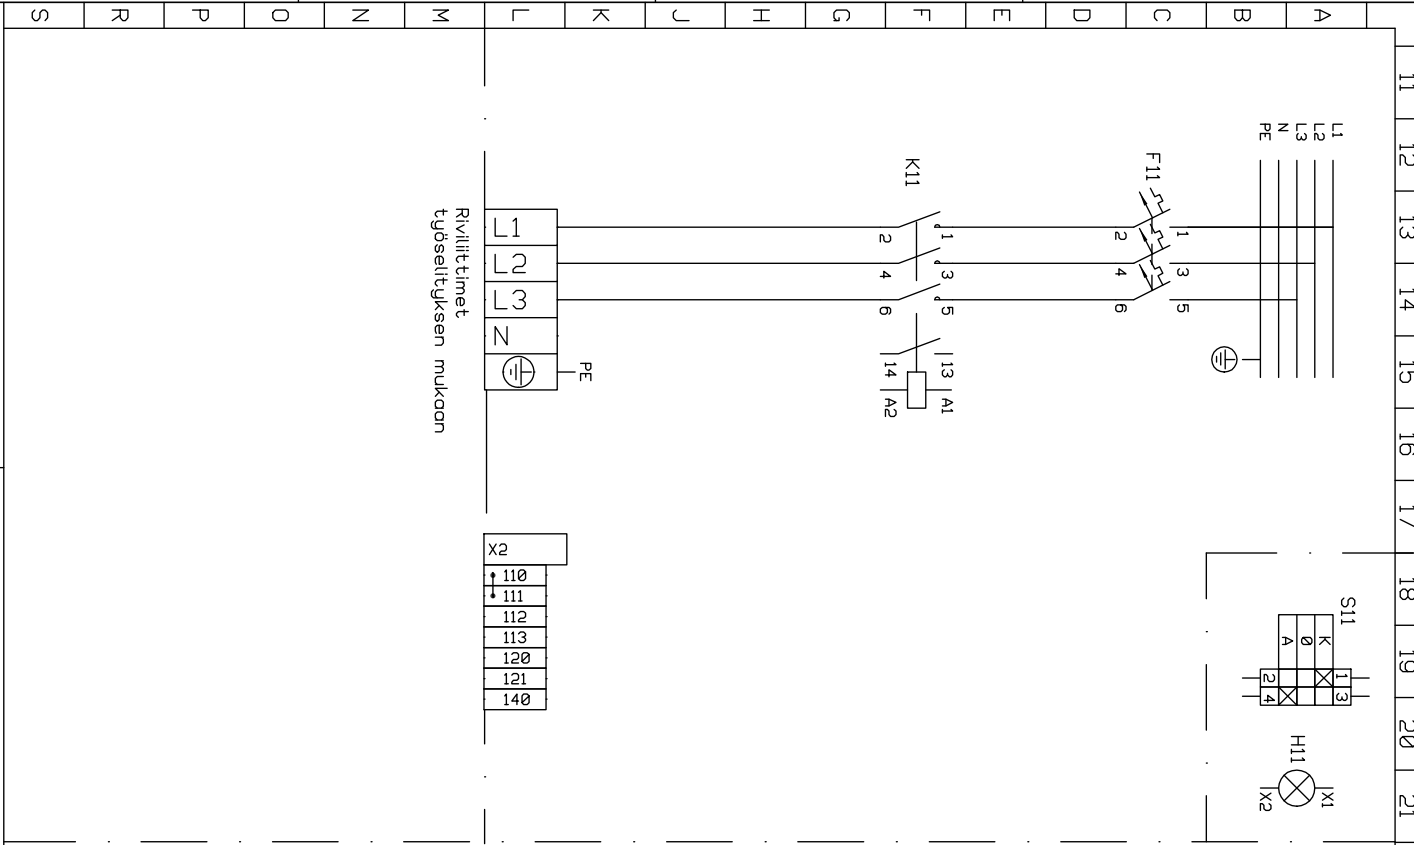 S R P O N M L K J H G F E D C B A
11
12
13
14
15
16
17
18
19
20
21
L1
L2
L3
N
PE
F11
1
2
3
4
5
6
K11
1
2
3
4
5
6
13
14
A1
A2
L1
L2
L3
N
PE
Riviliittimet
työselityksen mukaan
X2
110
111
112
113
120
121
140
S11
K
0
A
1
2
3
4
H11
X1
X2